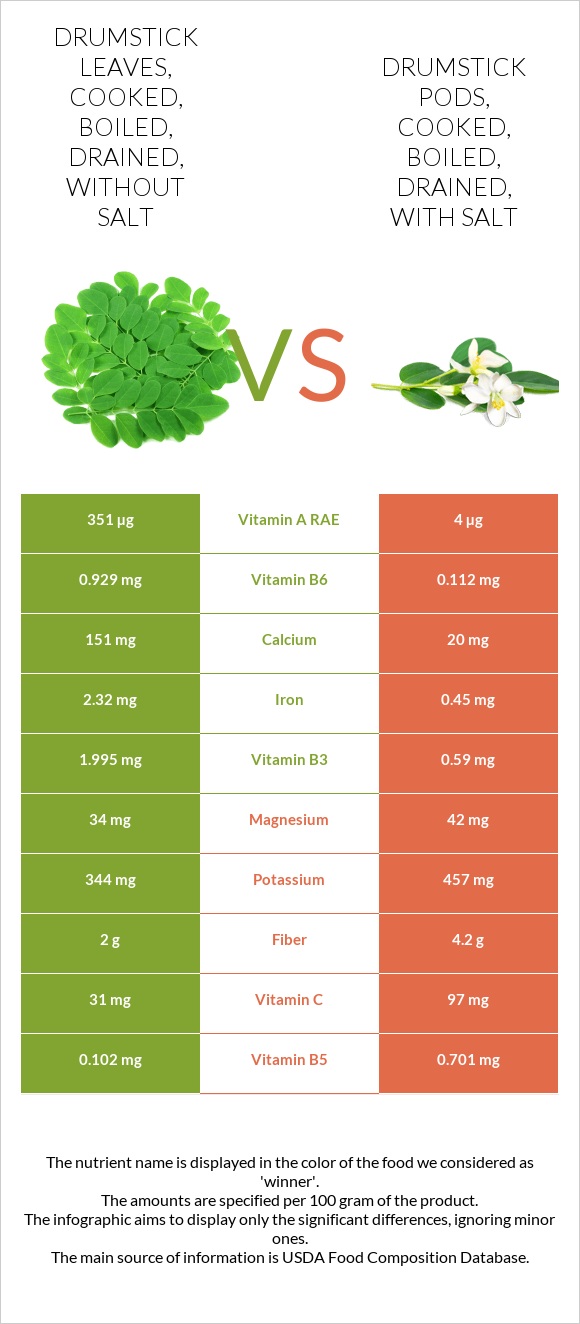 DRUMSTICK
LEAVES,
COOKED,
BOILED,
DRAINED,
WITHOUT
SALT
DRUMSTICK
PODS,
COOKED,
BOILED,
DRAINED,
WITH SALT
VS
351 µg Vitamin A RAE 4 µg
0.929 mg Vitamin B6 0.112 mg
151 mg Calcium 20 mg
2.32 mg Iron 0.45 mg
1.995 mg Vitamin B3 0.59 mg
34 mg Magnesium 42 mg
344 mg Potassium 457 mg
2 g Fiber 4.2 g
31 mg Vitamin C 97 mg
0.102 mg Vitamin B5 0.701 mg
The nutrient name is displayed in the color of the food we considered as
'winner'.
The amounts are specified per 100 gram of the product.
The infographic aims to display only the significant differences, ignoring minor
ones.
The main source of information is USDA Food Composition Database.